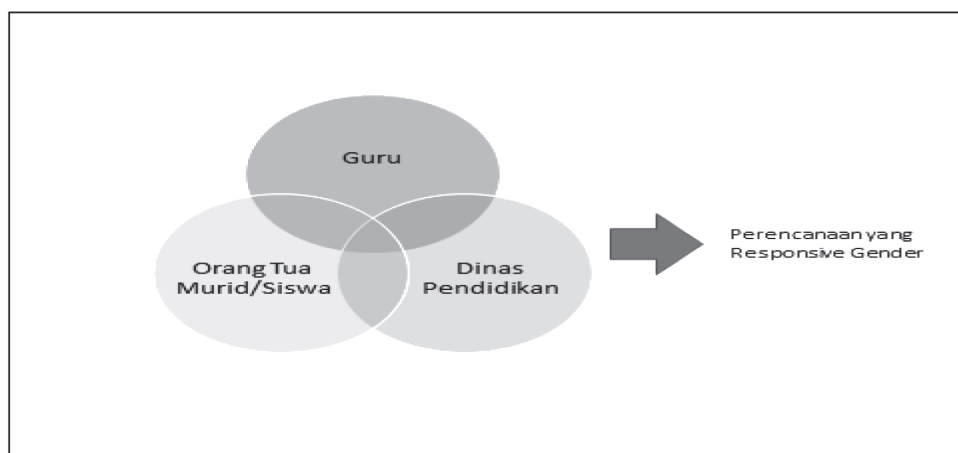 Guru
Orang Tua
Murid/Siswa
Dinas
Pendidikan
Perencanaan yang
Responsive Gender